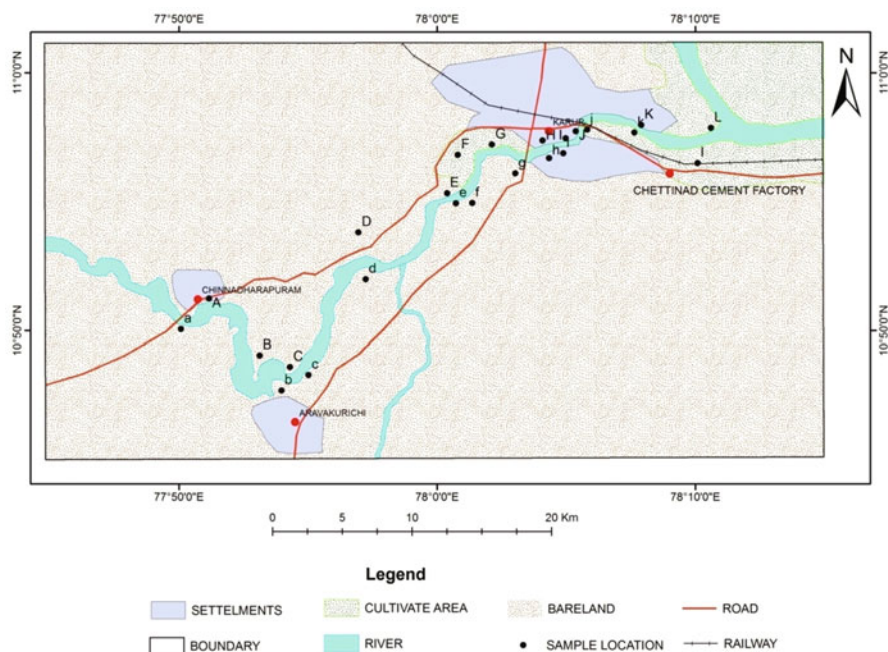 77°50'0"E 78°0'0"E 78°10'0"E
N
11°0'0"N 11°0'0"N
K
L
KARUR
j
k
F
G
H
I
J
i
h
l
g
CHETTINAD CEMENT FACTORY
E
e
f
D
d
CHINNADHARAPURAM
A
a
10°50'0"N 10°50'0"N
B
C
c
b
ARAVAKURICHI
77°50'0"E 78°0'0"E 78°10'0"E
0 5 10 20 Km
Legend
SETTELMENTS CULTIVATE AREA BARELAND ROAD
BOUNDARY RIVER SAMPLE LOCATION RAILWAY